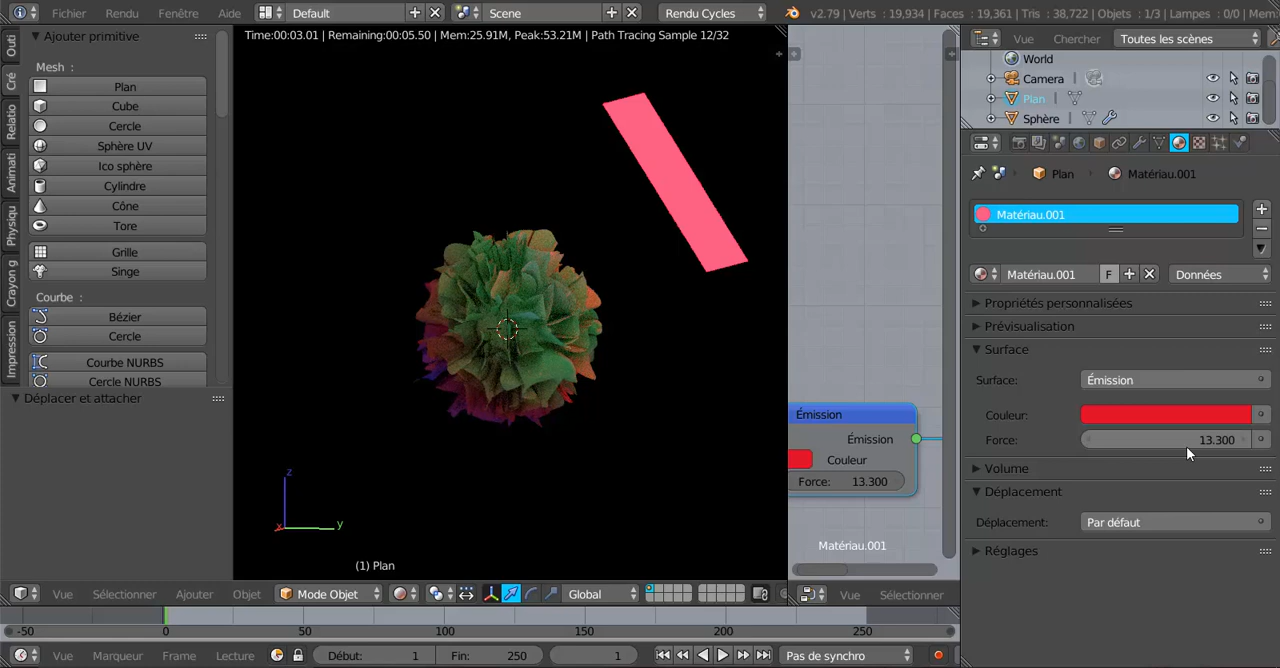 Fichier Rendu Fenêtre Aide Default Scene Rendu Cycles v2.79 | Verts : 19,934 | Faces : 19,361 | Tris : 38,722 | Objets : 1/3 | Lampes : 0/0 | Mem:
Outi
Cré
Relatio
Animati
Physiqu
Crayon g
Impression
Ajouter primitive
Mesh :
Plan
Cube
Cercle
Sphère UV
Ico sphère
Cylindre
Cône
Tore
Grille
Singe
Courbe :
Bézier
Cercle
Courbe NURBS
Cercle NURBS
Déplacer et attacher
Time:00:03.01 | Remaining:00:05.50 | Mem:25.91M, Peak:53.21M | Path Tracing Sample 12/32
z
x
y
(1) Plan
Vue Sélectionner Ajouter Objet Mode Objet Global
Émission
Émission
Couleur
Force: 13.300
Matériau.001
Vue Sélectionner
Vue Chercher Toutes les scènes
World
Camera
Plan
Sphère
Plan Matériau.001
Matériau.001
Matériau.001 F Données
Propriétés personnalisées
Prévisualisation
Surface
Surface: Émission
Couleur:
Force: 13.300
Volume
Déplacement
Déplacement: Par défaut
Réglages
-50 0 50 100 150 200 250
Vue Marqueur Frame Lecture Début: 1 Fin: 250 1 Pas de synchro